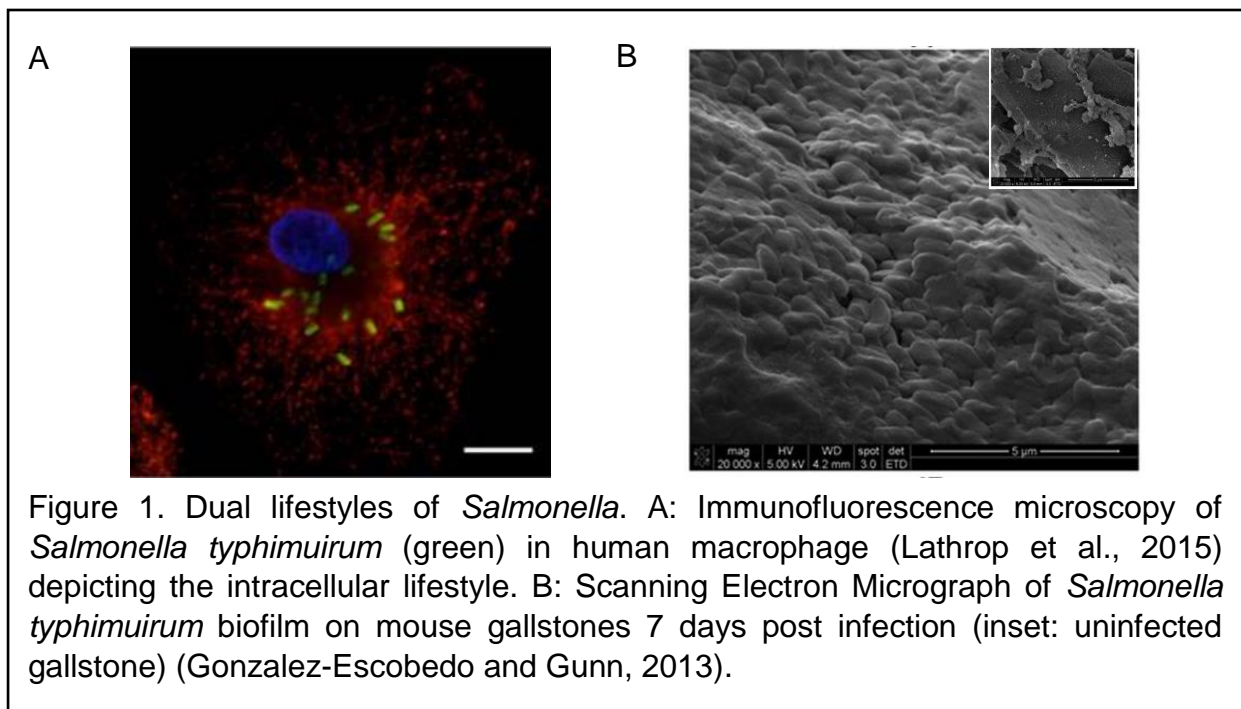 A
B
mag HV WD spot det
20 000 x 5.00 kV 4.2 mm 3.0 ETD
5 µm
Figure 1. Dual lifestyles of Salmonella. A: Immunofluorescence microscopy of
Salmonella typhimuirum (green) in human macrophage (Lathrop et al., 2015)
depicting the intracellular lifestyle. B: Scanning Electron Micrograph of Salmonella
typhimuirum biofilm on mouse gallstones 7 days post infection (inset: uninfected
gallstone) (Gonzalez-Escobedo and Gunn, 2013).